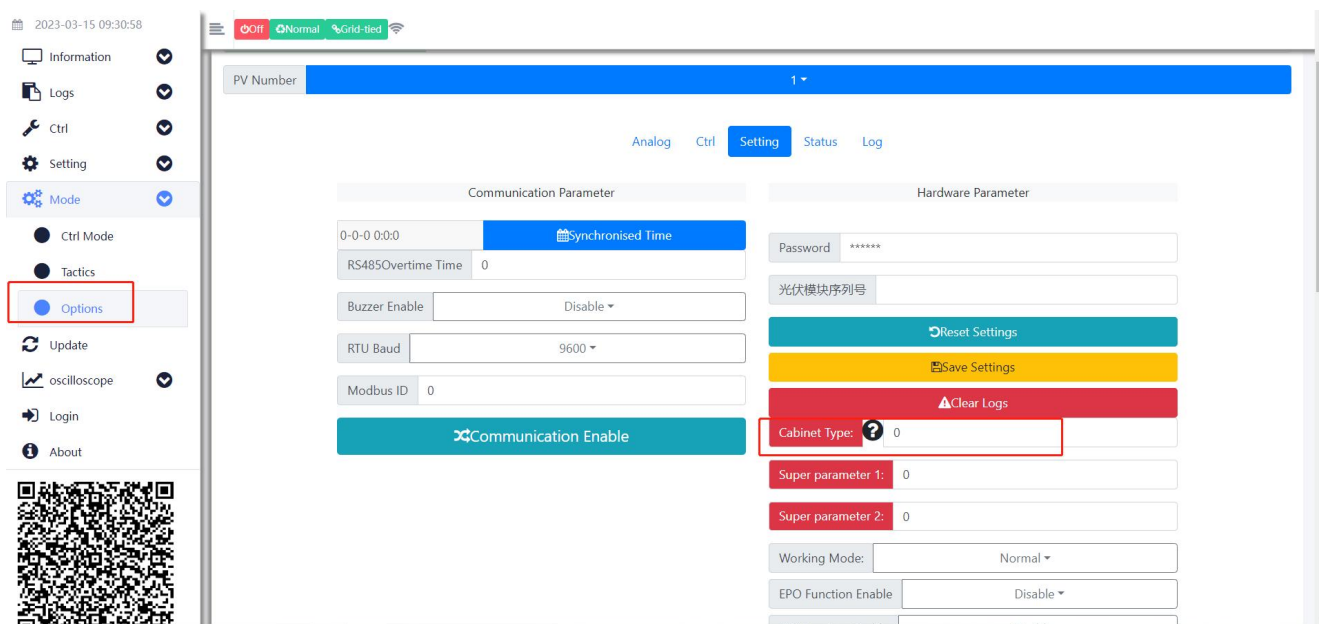 2023-03-15 09:30:58
Information
Logs
Ctrl
Setting
Mode
Ctrl Mode
Tactics
Options
Update
oscilloscope
Login
About
Off Normal Grid-tied
PV Number 1
Analog Ctrl Setting Status Log
Communication Parameter
0-0-0 0:0:0 Synchronised Time
RS485Overtime Time 0
Buzzer Enable Disable
RTU Baud 9600
Modbus ID 0
Communication Enable
Hardware Parameter
Password ******
光伏模块序列号
Reset Settings
Save Settings
Clear Logs
Cabinet Type: ? 0
Super parameter 1: 0
Super parameter 2: 0
Working Mode: Normal
EPO Function Enable Disable